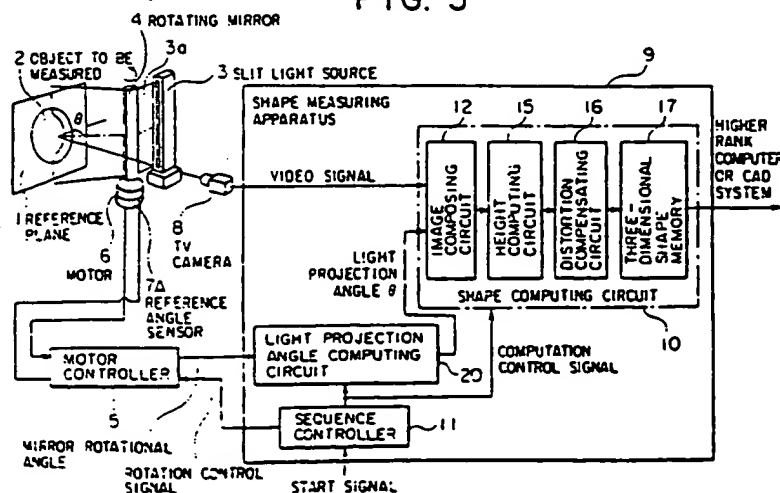 FIG. 5
4 ROTATING MIRROR
2 OBJECT TO BE
MEASURED
3a
3 SLIT LIGHT SOURCE
9
θ
SHAPE MEASURING
APPARATUS
12
15
16
17
HIGHER
RANK
COMPUTER
OR CAD
SYSTEM
IMAGE
COMPOSING
CIRCUIT
HEIGHT
COMPUTING
CIRCUIT
DISTORTION
COMPENSATING
CIRCUIT
THREE-
DIMENSIONAL
SHAPE
MEMORY
VIDEO SIGNAL
1 REFERENCE
PLANE
6
MOTOR
8
TV
CAMERA
7A
REFERENCE
ANGLE
SENSOR
LIGHT
PROJECTION
ANGLE θ
SHAPE COMPUTING CIRCUIT
10
MOTOR
CONTROLLER
5
LIGHT PROJECTION
ANGLE COMPUTING
CIRCUIT
20
COMPUTATION
CONTROL SIGNAL
SEQUENCE
CONTROLLER
11
MIRROR ROTATIONAL
ANGLE
ROTATION CONTROL
SIGNAL
START SIGNAL